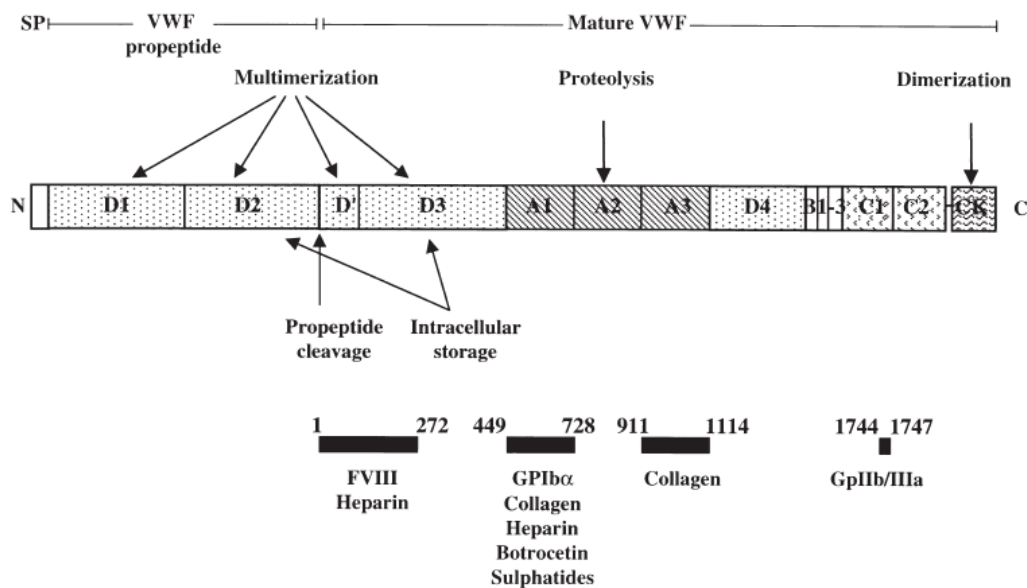 SP VWF propeptide Mature VWF
Multimerization Proteolysis Dimerization
N D1 D2 D' D3 A1 A2 A3 D4 B1-3 C1 C2 CK C
Propeptide cleavage Intracellular storage
1 272 449 728 911 1114 1744 1747
FVIII GPIbα Collagen GpIIb/IIIa
Heparin Collagen
Heparin
Botrocetin
Sulphatides